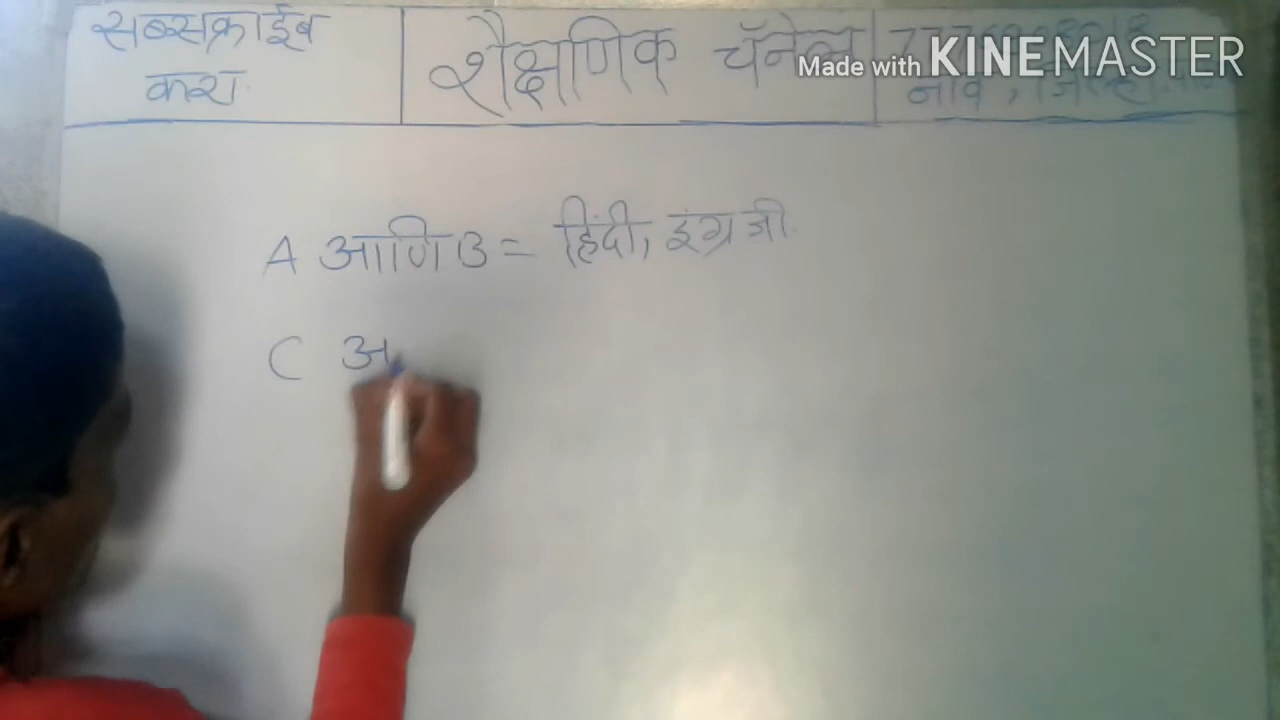 सब्सक्राईब
करा.
शैक्षणिक चॅनेल
नाव, जिल्हा
Made with KINEMASTER
A आणि B = हिंदी, इंग्रजी.
C अ